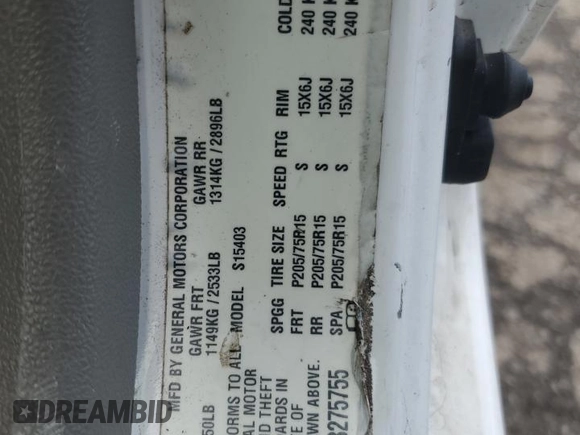 MFD BY GENERAL MOTORS CORPORATION
GAWR FRT GAWR RR
1149KG / 2533LB 1314KG / 2896LB
50LB
ORMS TO ALL MODEL S15403
AL MOTOR
D THEFT
ARDS IN
E OF
WN ABOVE.
SPGG TIRE SIZE SPEED RTG RIM COLD
FRT P205/75R15 S 15X6J 240 K
RR P205/75R15 S 15X6J 240 K
SPA P205/75R15 S 15X6J 240 K
8275755
DREAMBID